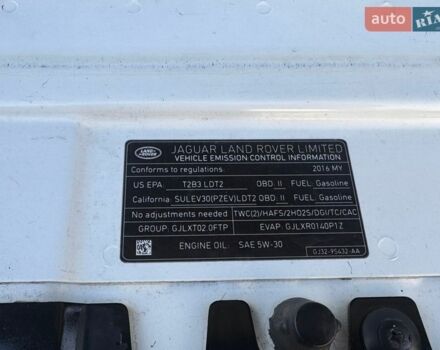 auto RIA
LAND ROVER
JAGUAR LAND ROVER LIMITED
VEHICLE EMISSION CONTROL INFORMATION
Conforms to regulations: 2016 MY
US EPA: T2B3 LDT2 OBD: II FUEL: Gasoline
California: SULEV30(PZEV)LDT2 OBD: II FUEL: Gasoline
No adjustments needed TWC(2)/HAFS/2HO2S/DGI/TC/CAC
GROUP: GJLXT02.0FTP EVAP: GJLXR0140P1Z
ENGINE OIL: SAE 5W-30
GJ32-9S432-AA